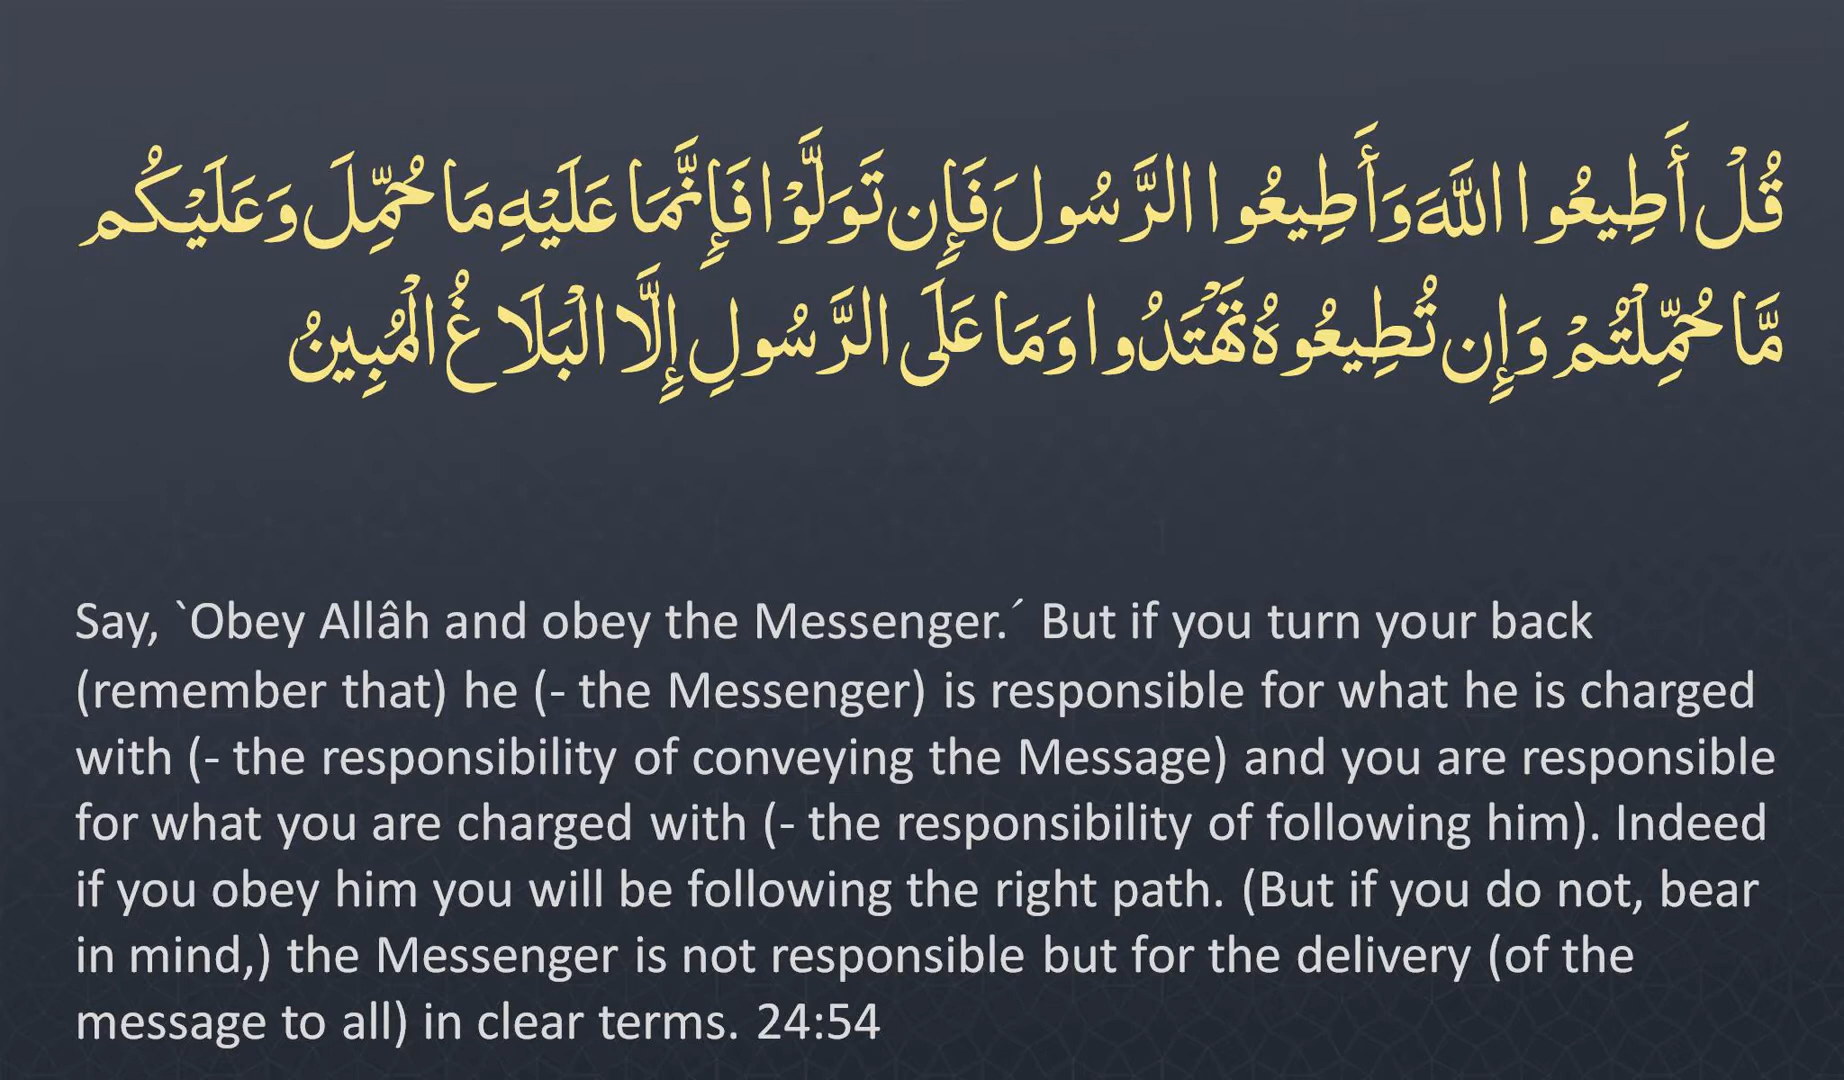 قُلْ أَطِيعُوا اللَّهَ وَأَطِيعُوا الرَّسُولَ فَإِن تَوَلَّوْا فَإِنَّمَا عَلَيْهِ مَا حُمِّلَ وَعَلَيْكُم
مَّا حُمِّلْتُمْ وَإِن تُطِيعُوهُ تَهْتَدُوا وَمَا عَلَى الرَّسُولِ إِلَّا الْبَلَاغُ الْمُبِينُ
Say, `Obey Allâh and obey the Messenger.´ But if you turn your back
(remember that) he (- the Messenger) is responsible for what he is charged
with (- the responsibility of conveying the Message) and you are responsible
for what you are charged with (- the responsibility of following him). Indeed
if you obey him you will be following the right path. (But if you do not, bear
in mind,) the Messenger is not responsible but for the delivery (of the
message to all) in clear terms. 24:54